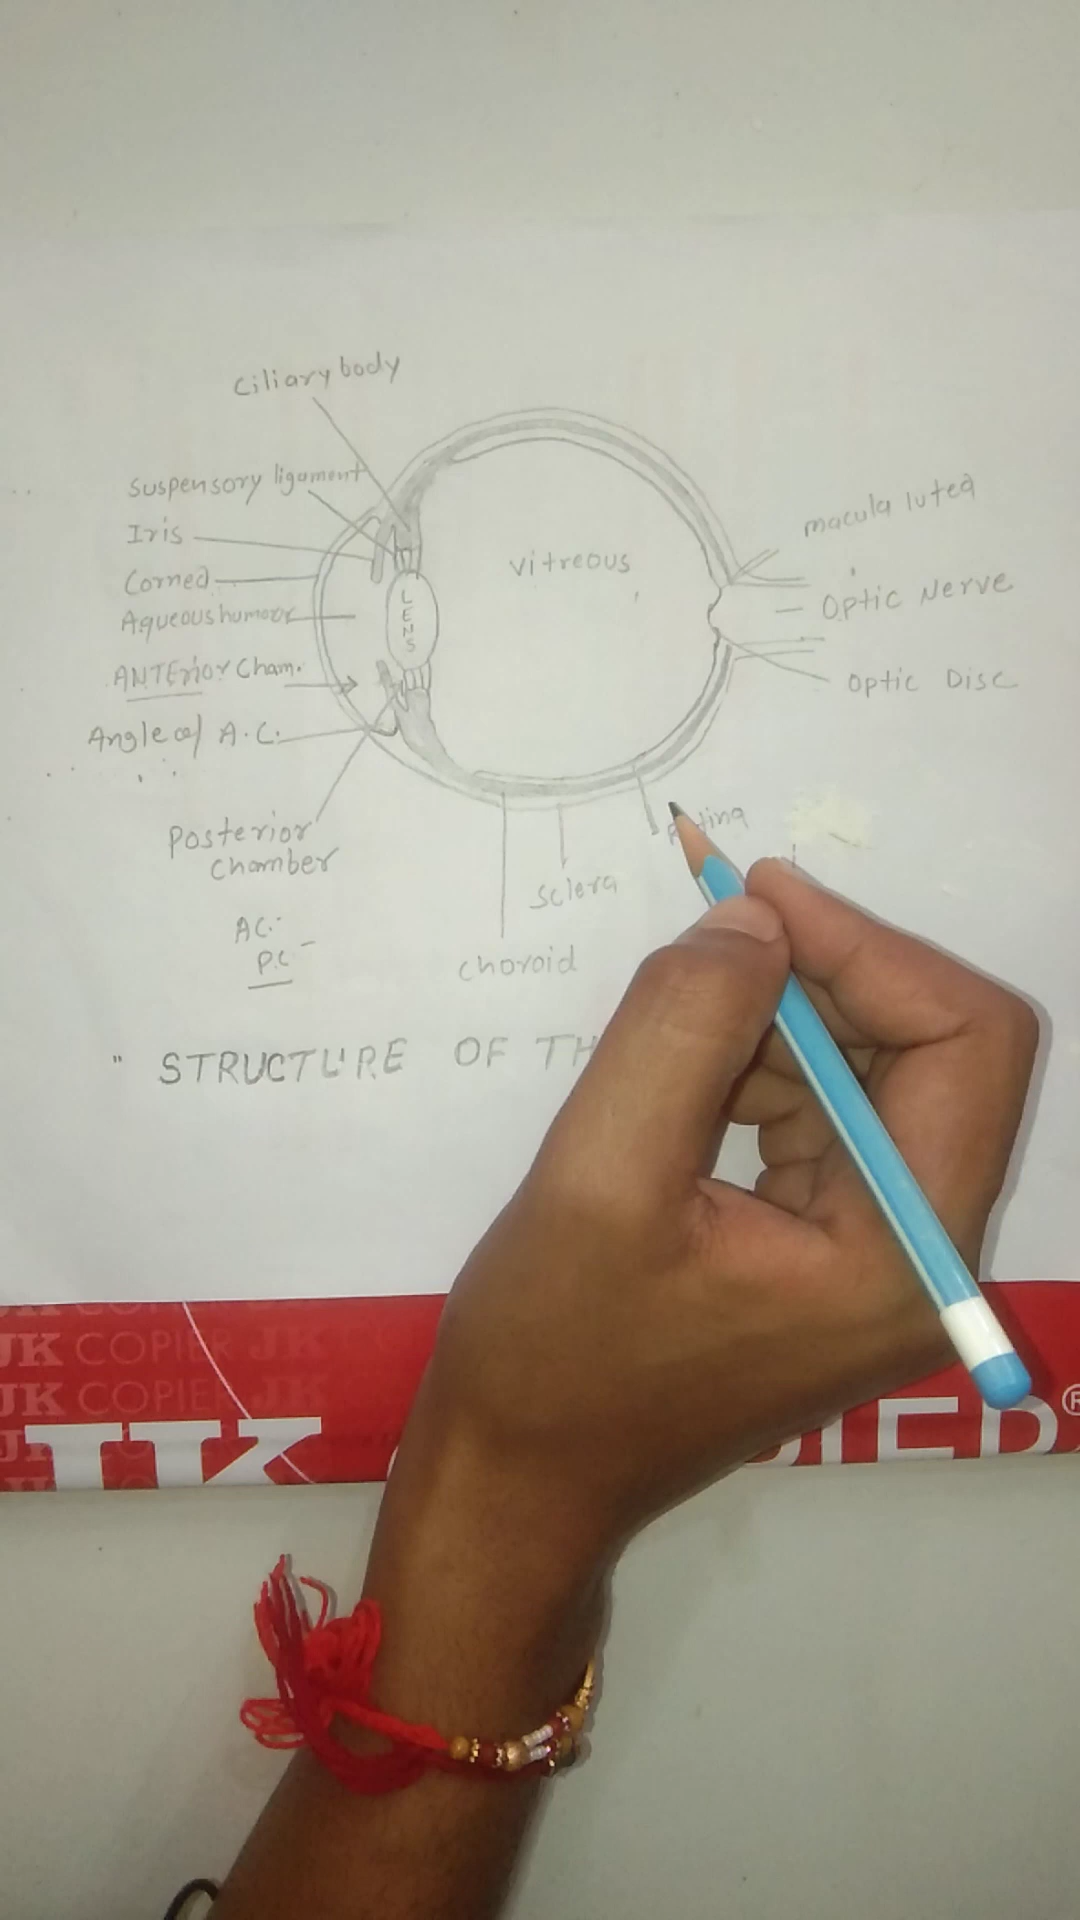 Ciliary body
Suspensory ligament
Iris
Cornea
Aqueous humour
ANTEriOr Cham.
Angle of A.C.
Posterior
Chamber
A.C.-
P.C-
LENS
Vitreous
macula lutea
- Optic Nerve
Optic Disc
Sclera
Choroid
" STRUCTURE OF
JK COPIER JK
JK COPIER JK
JK
®